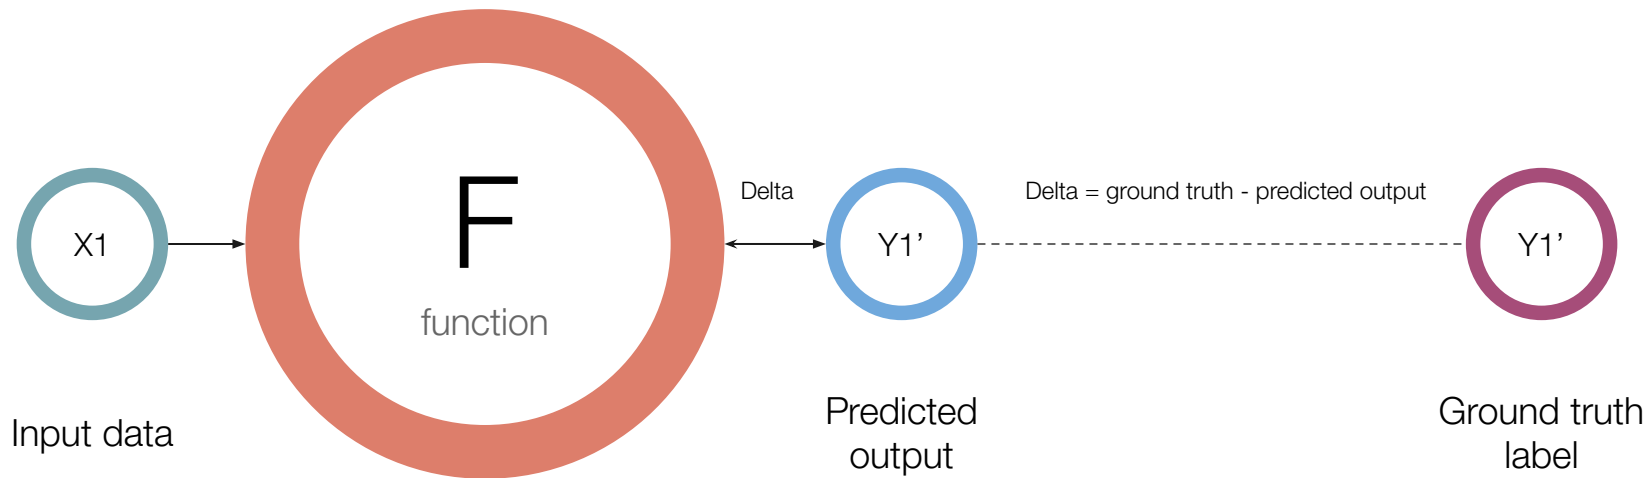 X1
Input data
F
function
Delta
Y1’
Predicted
output
Delta = ground truth - predicted output
Y1’
Ground truth
label